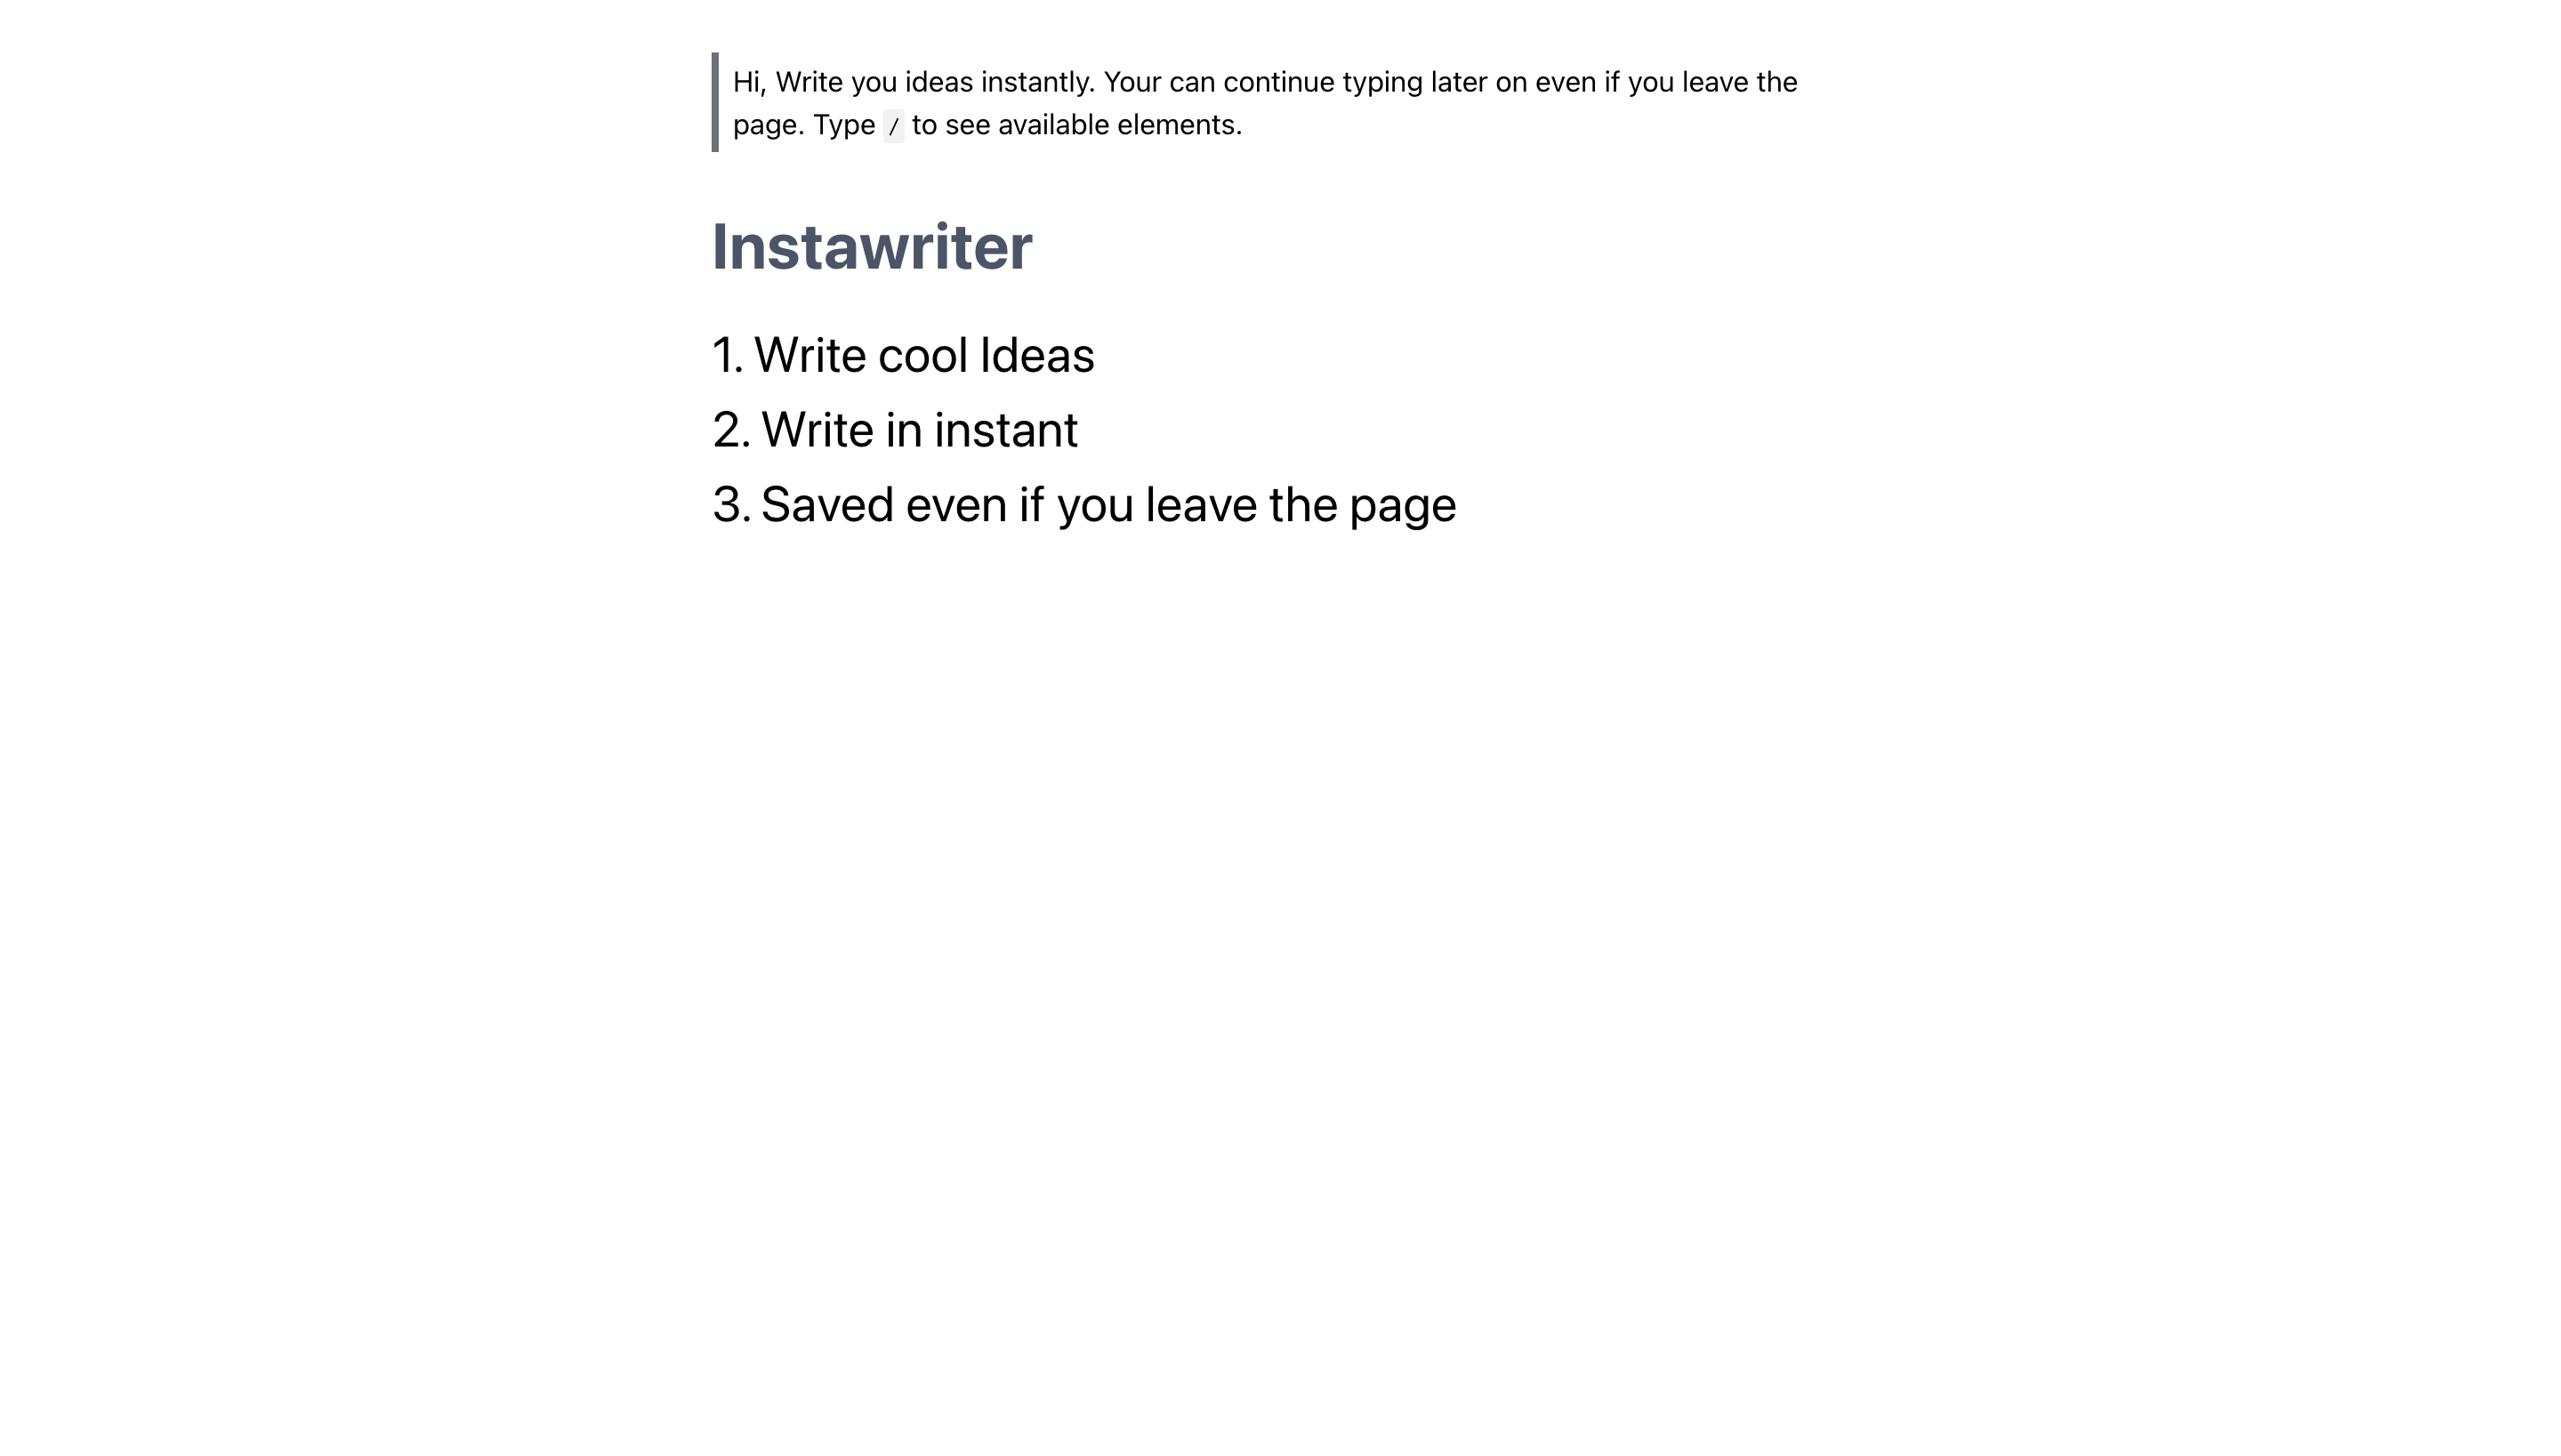 Hi, Write you ideas instantly. Your can continue typing later on even if you leave the
page. Type / to see available elements.
Instawriter
1. Write cool Ideas
2. Write in instant
3. Saved even if you leave the page